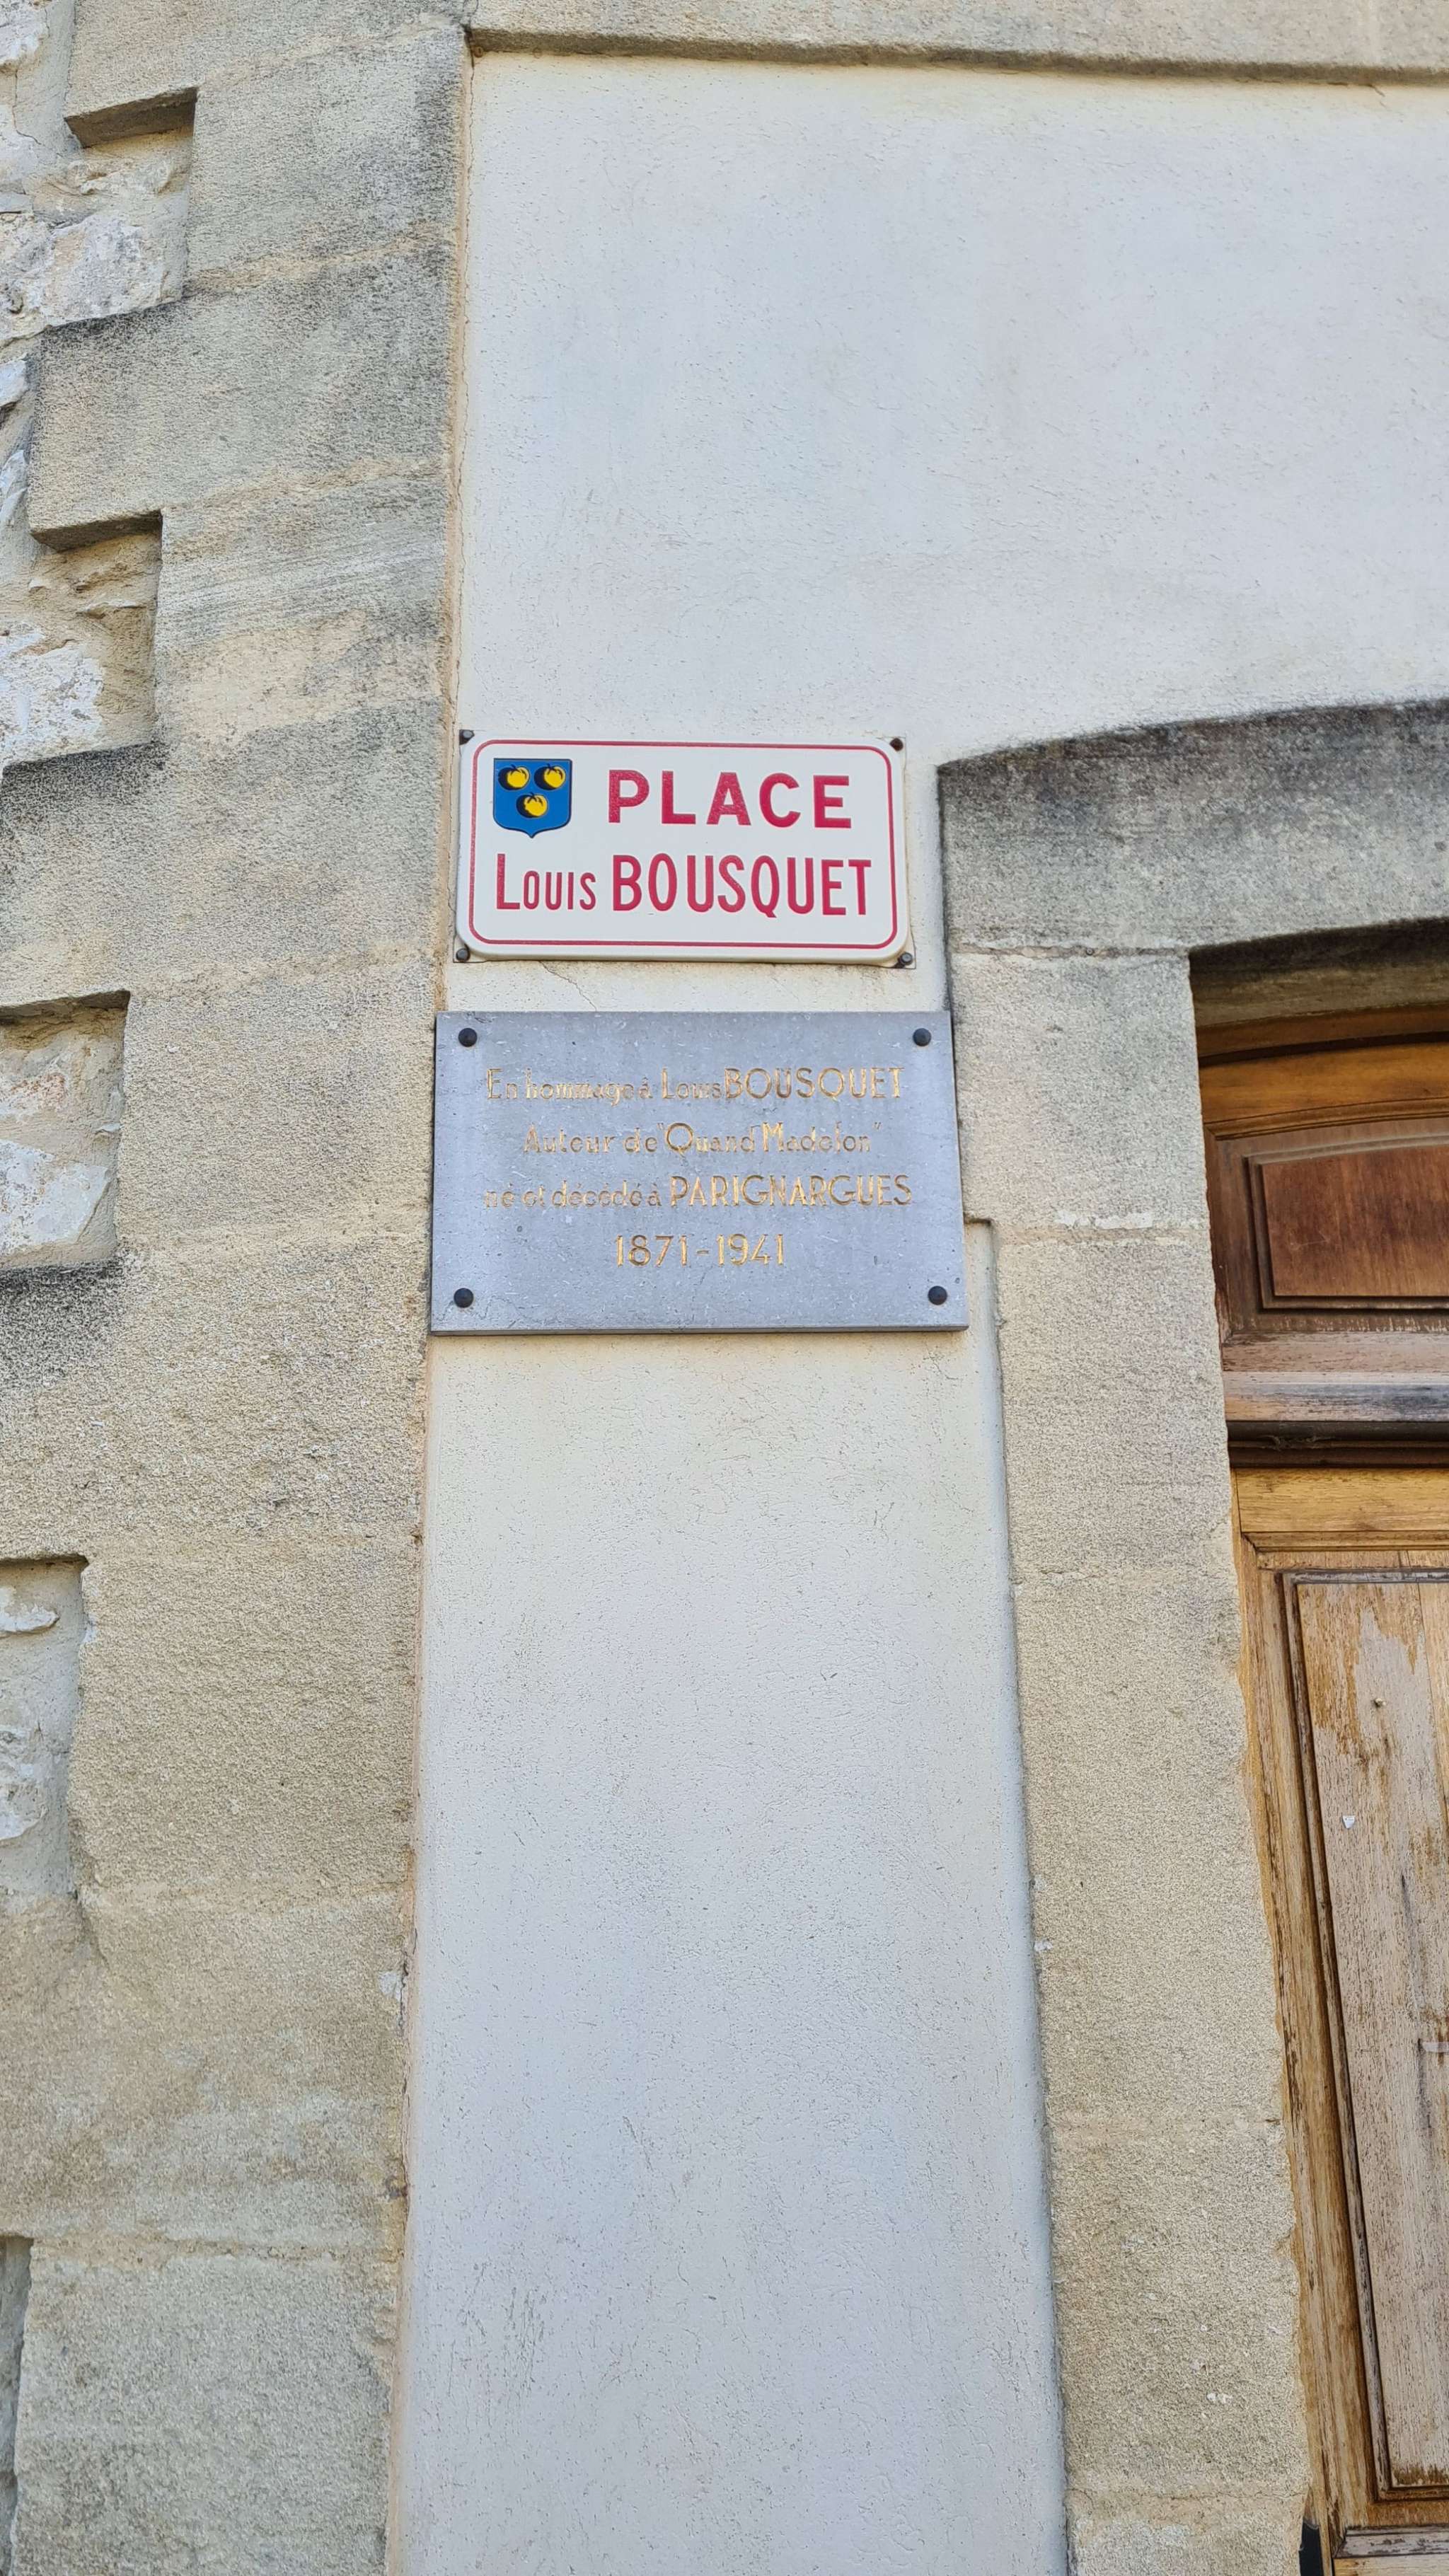 PLACE
Louis BOUSQUET
En hommage à Louis BOUSQUET
Auteur de "Quand Madelon"
né et décédé à PARIGNARGUES
1871-1941